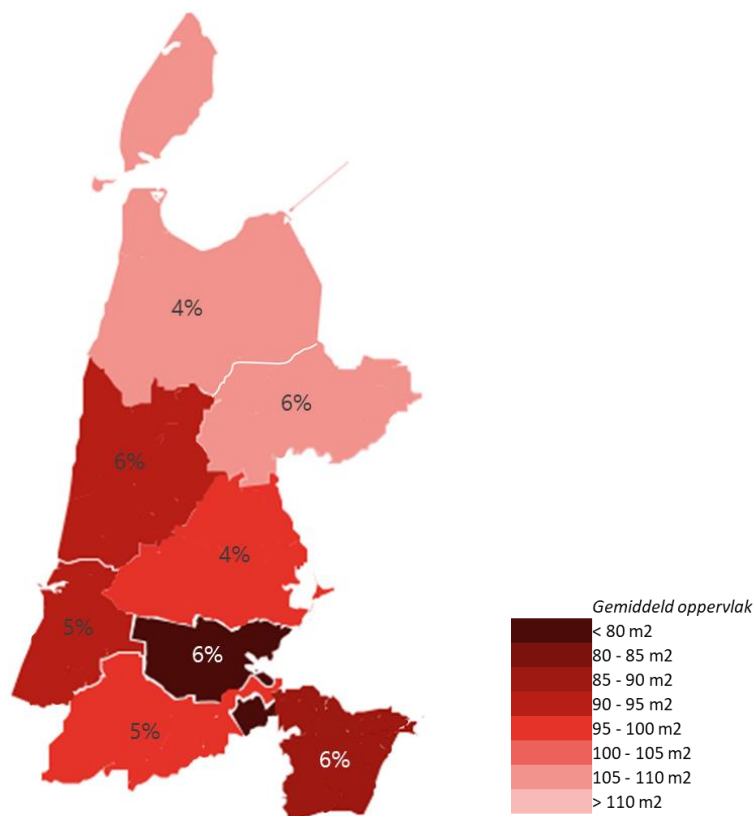 4%
6%
6%
4%
5%
6%
5%
6%
Gemiddeld oppervlak
< 80 m2
80 - 85 m2
85 - 90 m2
90 - 95 m2
95 - 100 m2
100 - 105 m2
105 - 110 m2
> 110 m2